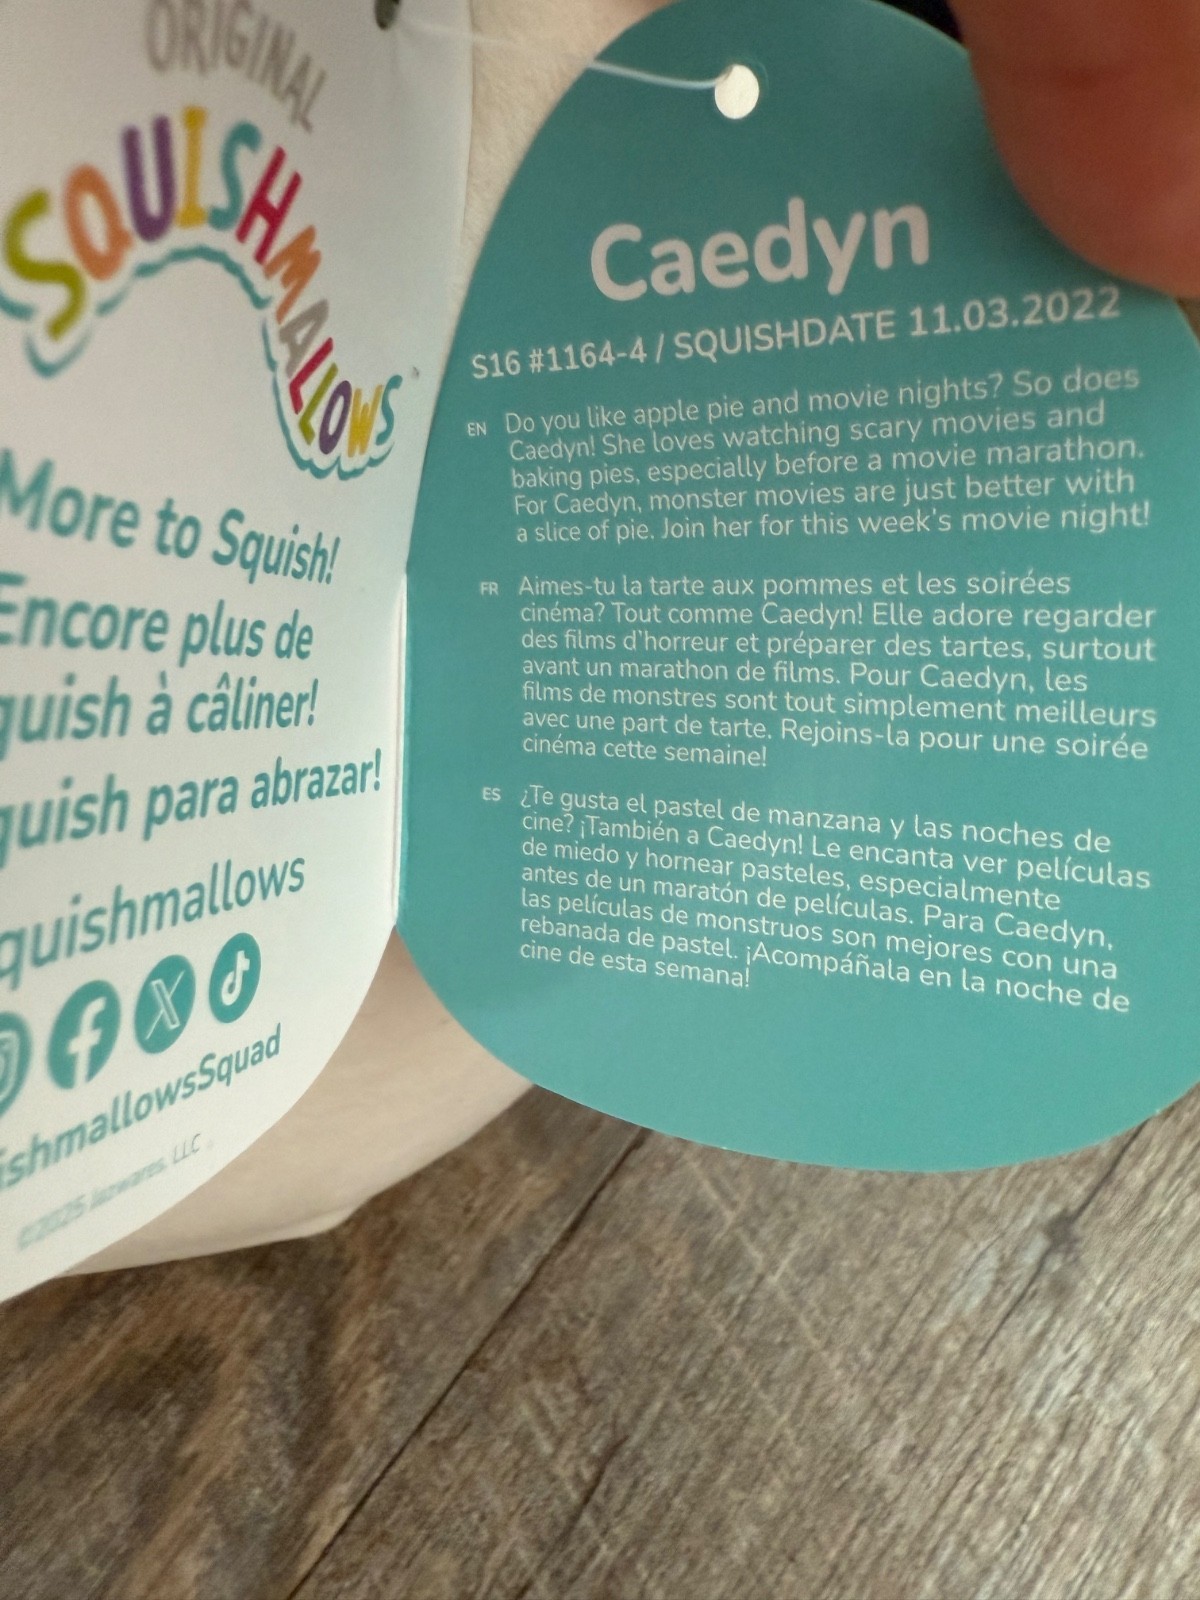 ORIGINAL
SQUISHMALLOWS
More to Squish!
Encore plus de
quish à câliner!
quish para abrazar!
quishmallows
ishmallowsSquad
©2025 Jazwares, LLC
Caedyn
S16 #1164-4 / SQUISHDATE 11.03.2022
EN Do you like apple pie and movie nights? So does
Caedyn! She loves watching scary movies and
baking pies, especially before a movie marathon.
For Caedyn, monster movies are just better with
a slice of pie. Join her for this week's movie night!
FR Aimes-tu la tarte aux pommes et les soirées
cinéma? Tout comme Caedyn! Elle adore regarder
des films d'horreur et préparer des tartes, surtout
avant un marathon de films. Pour Caedyn, les
films de monstres sont tout simplement meilleurs
avec une part de tarte. Rejoins-la pour une soirée
cinéma cette semaine!
ES ¿Te gusta el pastel de manzana y las noches de
cine? ¡También a Caedyn! Le encanta ver películas
de miedo y hornear pasteles, especialmente
antes de un maratón de películas. Para Caedyn,
las películas de monstruos son mejores con una
rebanada de pastel. ¡Acompáñala en la noche de
cine de esta semana!